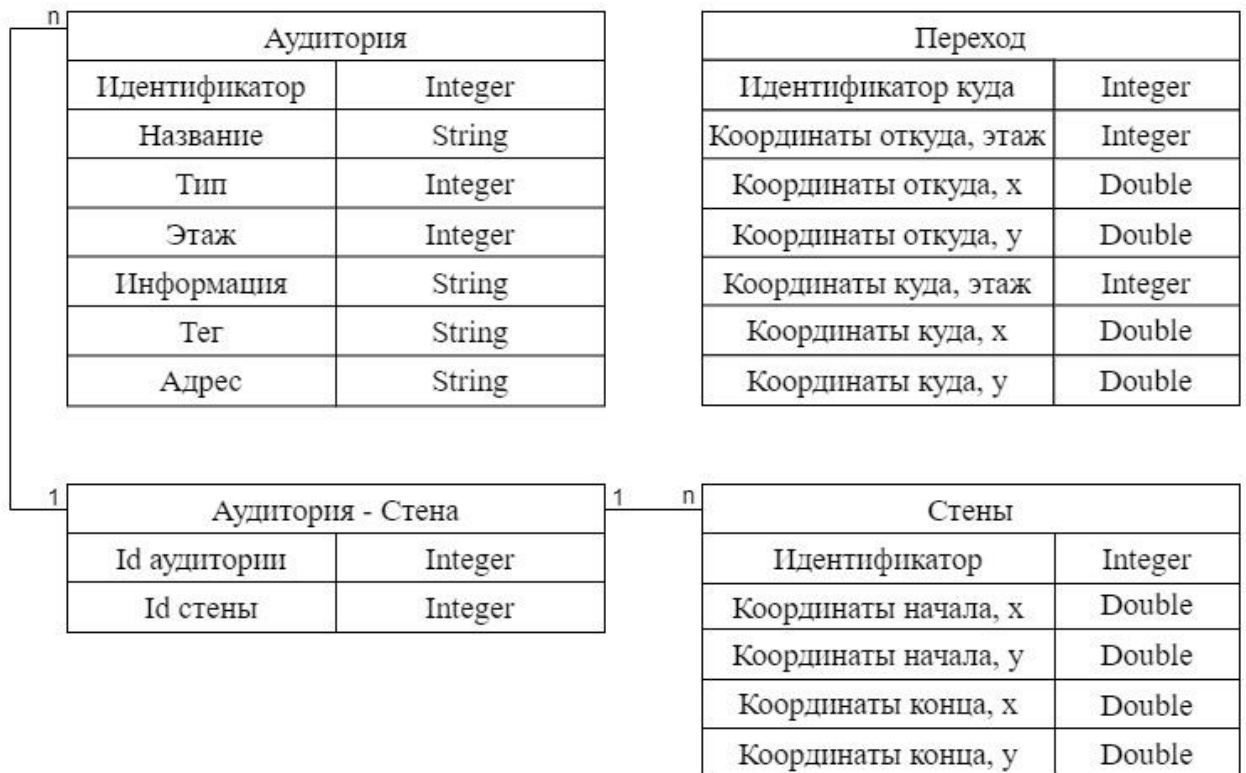 n
Аудитория
Идентификатор Integer
Название String
Тип Integer
Этаж Integer
Информация String
Тег String
Адрес String
Переход
Идентификатор куда Integer
Координаты откуда, этаж Integer
Координаты откуда, x Double
Координаты откуда, y Double
Координаты куда, этаж Integer
Координаты куда, x Double
Координаты куда, y Double
1
Аудитория - Стена
1 n
Id аудитории Integer
Id стены Integer
Стены
Идентификатор Integer
Координаты начала, x Double
Координаты начала, y Double
Координаты конца, x Double
Координаты конца, y Double